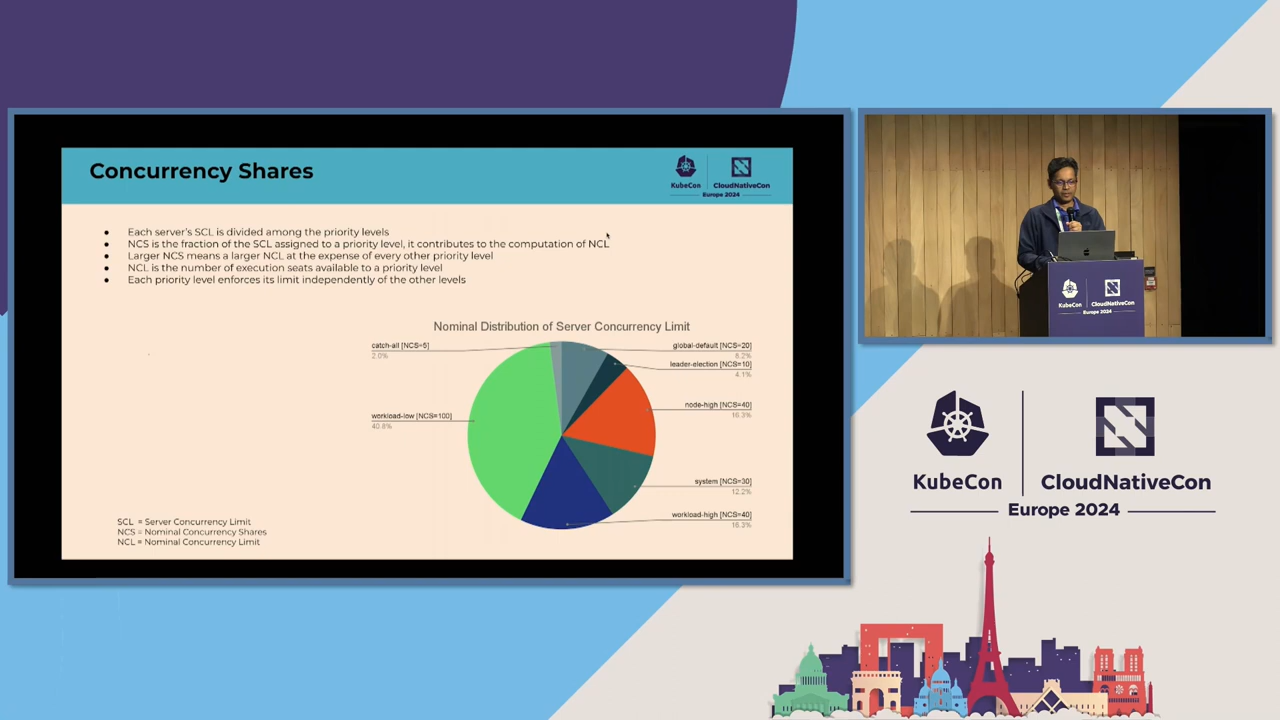 Concurrency Shares
KubeCon
CloudNativeCon
Europe 2024
Each server's SCL is divided among the priority levels
NCS is the fraction of the SCL assigned to a priority level, it contributes to the computation of NCL
Larger NCS means a larger NCL at the expense of every other priority level
NCL is the number of execution seats available to a priority level
Each priority level enforces its limit independently of the other levels
Nominal Distribution of Server Concurrency Limit
catch-all [NCS=5]
2.0%
global-default [NCS=20]
8.2%
leader-election [NCS=10]
4.1%
node-high [NCS=40]
16.3%
workload-low [NCS=100]
40.8%
system [NCS=30]
12.2%
workload-high [NCS=40]
16.3%
SCL = Server Concurrency Limit
NCS = Nominal Concurrency Shares
NCL = Nominal Concurrency Limit
KubeCon
CloudNativeCon
Europe 2024
KubeCon
CloudNativeCon
Europe 2024